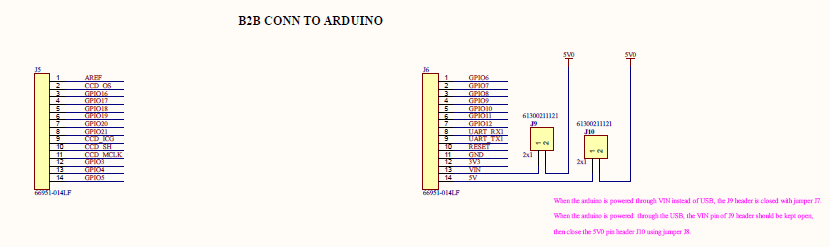 B2B CONN TO ARDUINO
J5
1 AREF
2 CCD_OS
3 GPIO16
4 GPIO17
5 GPIO18
6 GPIO19
7 GPIO20
8 GPIO21
9 CCD_ICG
10 CCD_SH
11 CCD_MCLK
12 GPIO3
13 GPIO4
14 GPIO5
66951-014LF
J6
1 GPIO6
2 GPIO7
3 GPIO8
4 GPIO9
5 GPIO10
6 GPIO11
7 GPIO12
8 UART_RX1
9 UART_TX1
10 RESET
11 GND
12 3V3
13 VIN
14 5V
66951-014LF
5V0
61300211121
J9
1 2
2x1
5V0
61300211121
J10
1 2
2x1
When the arduino is powered through VIN instead of USB, the J9 header is closed with jumper J7.
When the arduino is powered through the USB, the VIN pin of J9 header should be kept open,
then close the 5V0 pin header J10 using jumper J8.